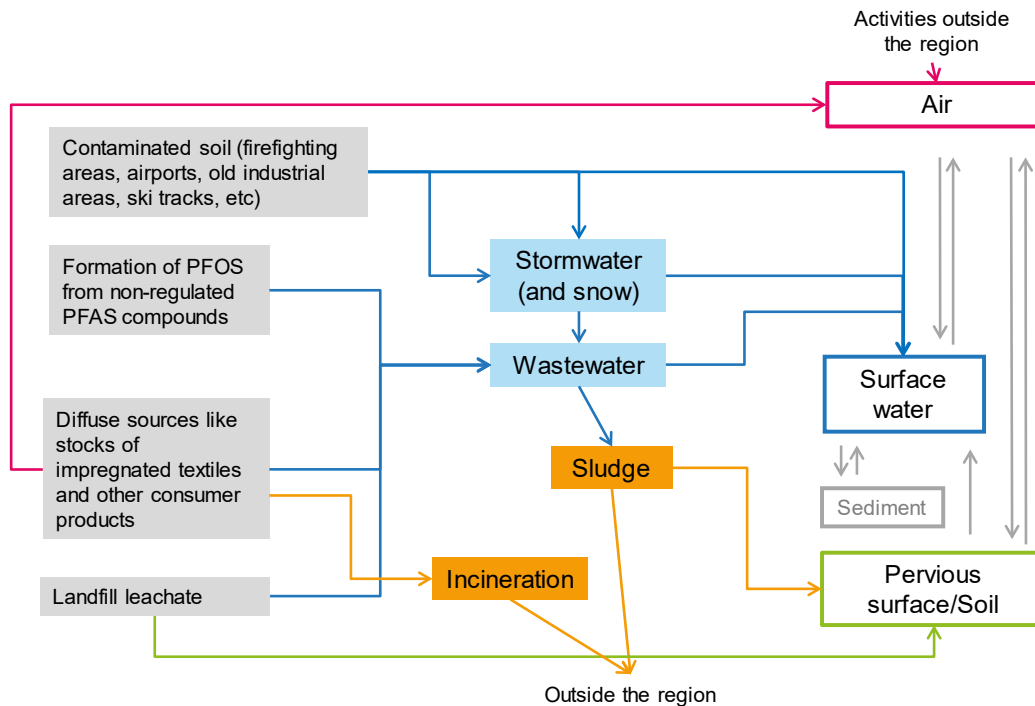 Activities outside
the region
Air
Contaminated soil (firefighting
areas, airports, old industrial
areas, ski tracks, etc)
Formation of PFOS
from non-regulated
PFAS compounds
Stormwater
(and snow)
Wastewater
Surface
water
Diffuse sources like
stocks of
impregnated textiles
and other consumer
products
Sludge
Sediment
Incineration
Landfill leachate
Pervious
surface/Soil
Outside the region